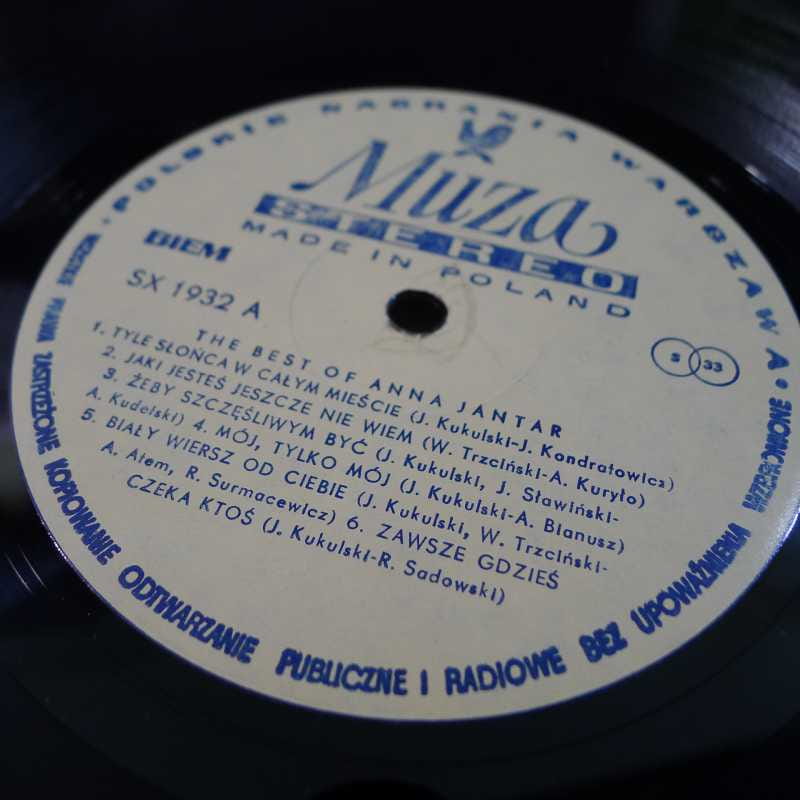 • POLSKIE NAGRANIA WARSZAWA •
Muza
STEREO
MADE IN POLAND
BIEM
SX 1932 A
S 33
THE BEST OF ANNA JANTAR
1. TYLE SŁOŃCA W CAŁYM MIEŚCIE (J. Kukulski-J. Kondratowicz)
2. JAKI JESTEŚ JESZCZE NIE WIEM (W. Trzciński-A. Kuryło)
3. ŻEBY SZCZĘŚLIWYM BYĆ (J. Kukulski, J. Sławiński-
A. Kudelski) 4. MÓJ, TYLKO MÓJ (J. Kukulski-A. Bianusz)
5. BIAŁY WIERSZ OD CIEBIE (J. Kukulski, W. Trzciński-
A. Atem, R. Surmacewicz) 6. ZAWSZE GDZIEŚ
CZEKA KTOŚ (J. Kukulski-R. Sadowski)
WSZELKIE PRAWA ZASTRZEŻONE KOPIOWANIE ODTWARZANIE PUBLICZNE I RADIOWE BEZ UPOWAŻNIENIA WZBRONIONE